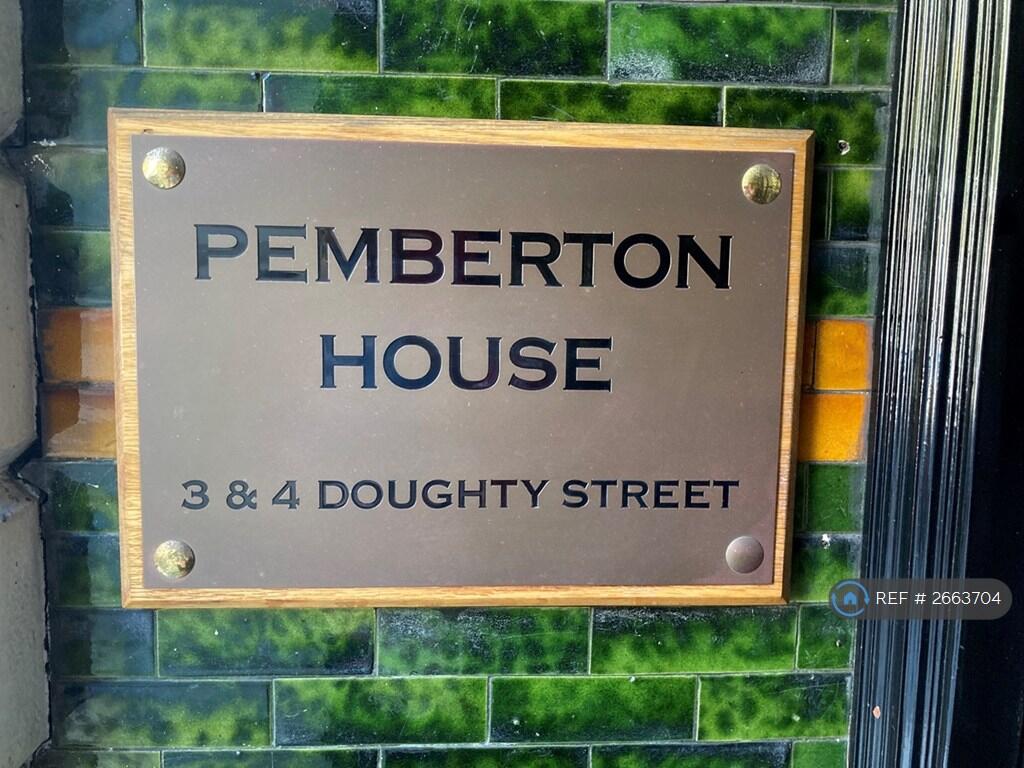 PEMBERTON
HOUSE
3 & 4 DOUGHTY STREET
REF # 2663704